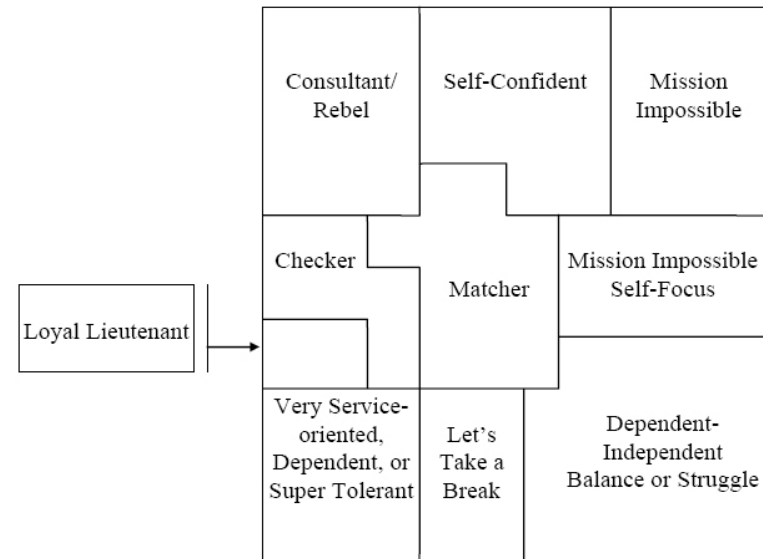 Consultant/
Rebel
Self-Confident
Mission
Impossible
Checker
Matcher
Mission Impossible
Self-Focus
Loyal Lieutenant
Very Service-
oriented,
Dependent, or
Super Tolerant
Let's
Take a
Break
Dependent-
Independent
Balance or Struggle